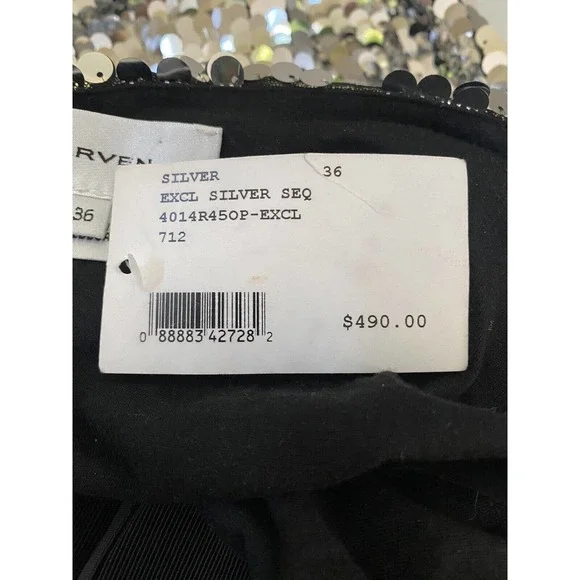 RVEN
36
SILVER 36
EXCL SILVER SEQ
4014R450P-EXCL
712
$490.00
0 88883 42728 2